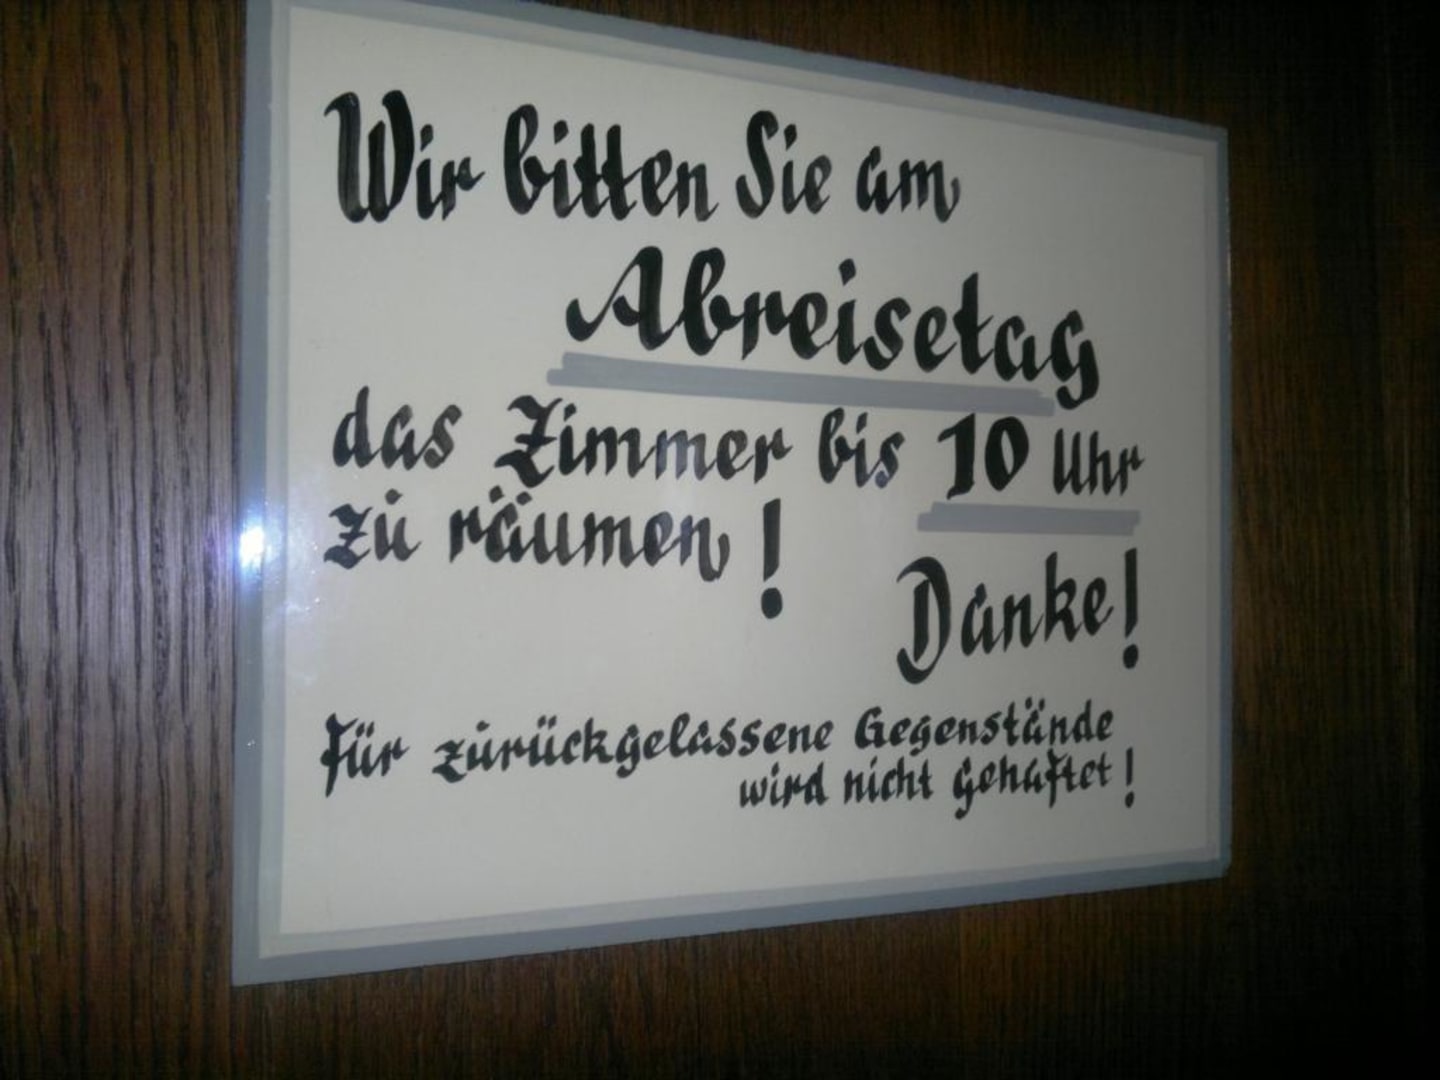 Wir bitten Sie am
Abreisetag
das Zimmer bis 10 Uhr
zu räumen!
Danke!
für zurückgelassene Gegenstände
wird nicht gehaftet!